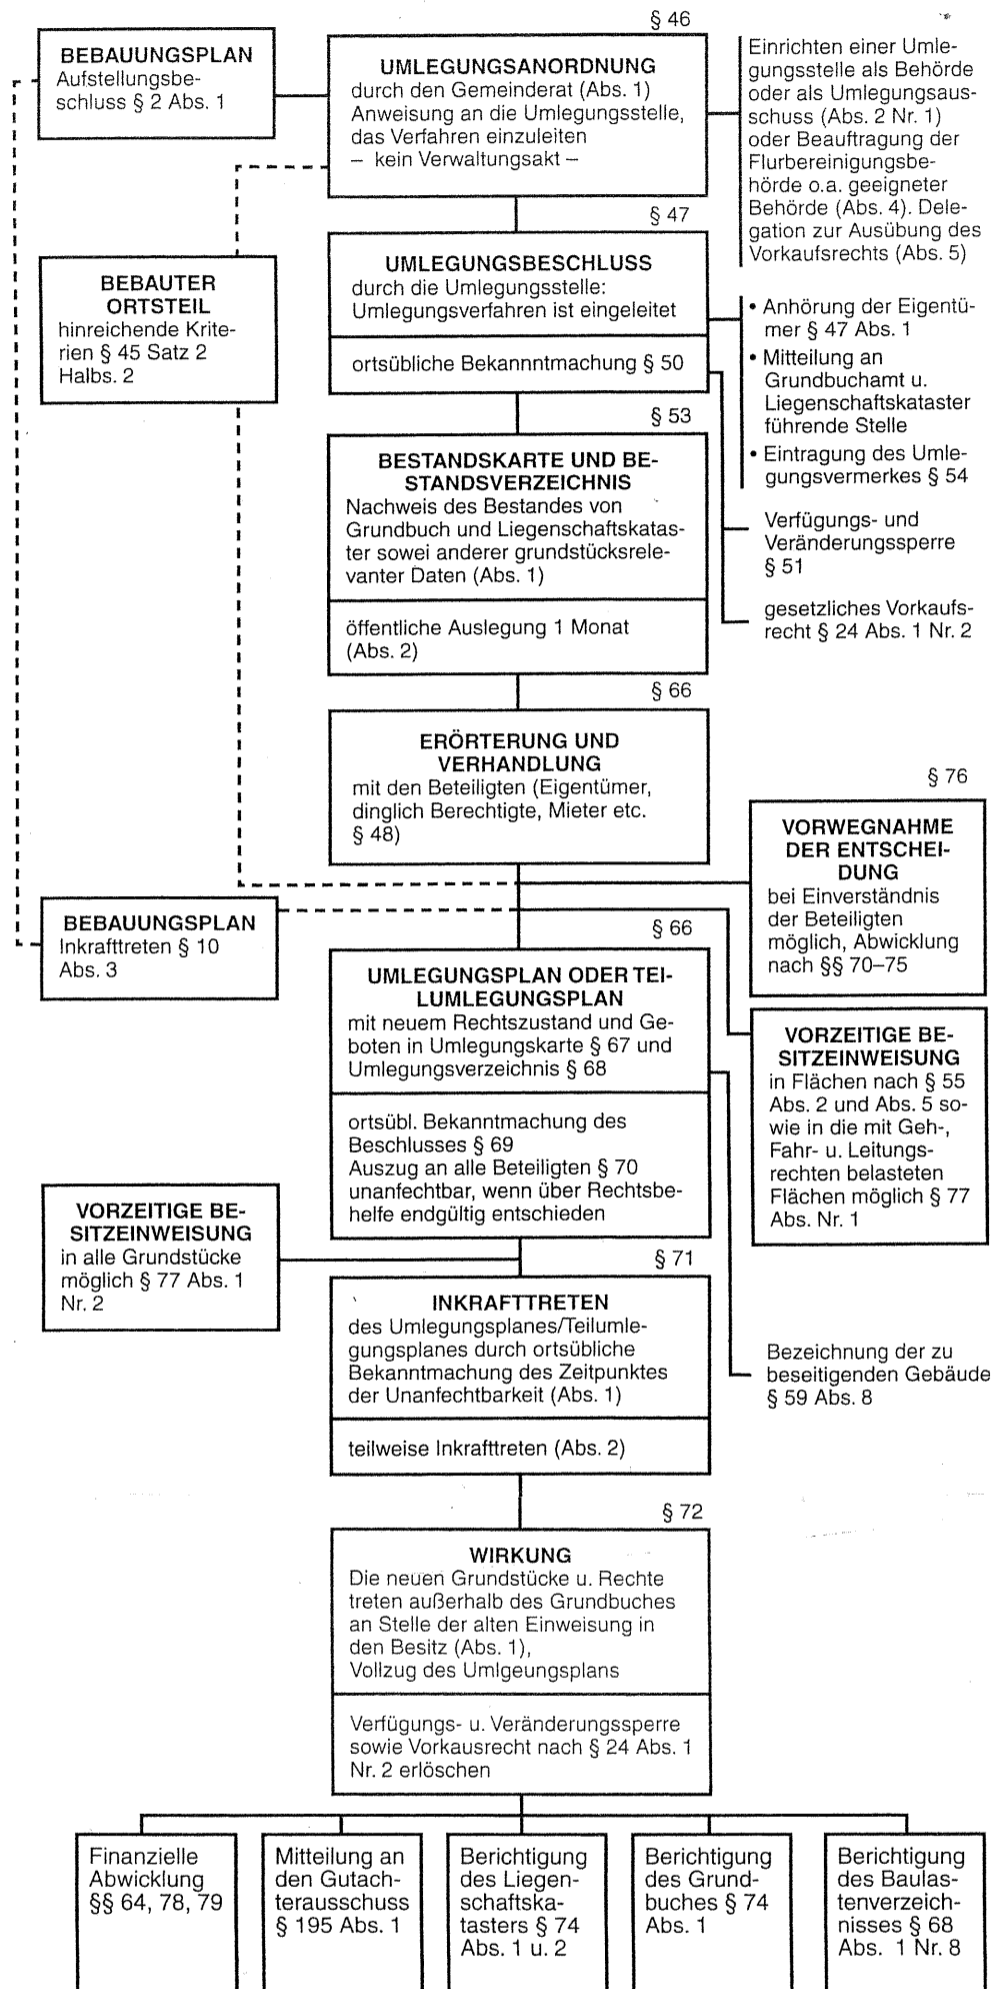 § 46
BEBAUUNGSPLAN
Aufstellungsbe-
schluss § 2 Abs. 1
UMLEGUNGSANORDNUNG
durch den Gemeinderat (Abs. 1)
Anweisung an die Umlegungsstelle,
das Verfahren einzuleiten
– kein Verwaltungsakt –
Einrichten einer Umle-
gungsstelle als Behörde
oder als Umlegungsaus-
schuss (Abs. 2 Nr. 1)
oder Beauftragung der
Flurbereinigungsbe-
hörde o.a. geeigneter
Behörde (Abs. 4). Dele-
gation zur Ausübung des
Vorkaufsrechts (Abs. 5)
§ 47
BEBAUTER
ORTSTEIL
hinreichende Krite-
rien § 45 Satz 2
Halbs. 2
UMLEGUNGSBESCHLUSS
durch die Umlegungsstelle:
Umlegungsverfahren ist eingeleitet
ortsübliche Bekannntmachung § 50
• Anhörung der Eigentü-
mer § 47 Abs. 1
• Mitteilung an
Grundbuchamt u.
Liegenschaftskataster
führende Stelle
• Eintragung des Umle-
gungsvermerkes § 54
Verfügungs- und
Veränderungssperre
§ 51
gesetzliches Vorkaufs-
recht § 24 Abs. 1 Nr. 2
§ 53
BESTANDSKARTE UND BE-
STANDSVERZEICHNIS
Nachweis des Bestandes von
Grundbuch und Liegenschaftskatas-
ter sowei anderer grundstücksrele-
vanter Daten (Abs. 1)
öffentliche Auslegung 1 Monat
(Abs. 2)
§ 66
ERÖRTERUNG UND
VERHANDLUNG
mit den Beteiligten (Eigentümer,
dinglich Berechtigte, Mieter etc.
§ 48)
§ 76
VORWEGNAHME
DER ENTSCHEI-
DUNG
bei Einverständnis
der Beteiligten
möglich, Abwicklung
nach §§ 70–75
BEBAUUNGSPLAN
Inkrafttreten § 10
Abs. 3
§ 66
UMLEGUNGSPLAN ODER TEI-
LUMLEGUNGSPLAN
mit neuem Rechtszustand und Ge-
boten in Umlegungskarte § 67 und
Umlegungsverzeichnis § 68
ortsübl. Bekanntmachung des
Beschlusses § 69
Auszug an alle Beteiligten § 70
unanfechtbar, wenn über Rechtsbe-
helfe endgültig entschieden
VORZEITIGE BE-
SITZEINWEISUNG
in Flächen nach § 55
Abs. 2 und Abs. 5 so-
wie in die mit Geh-,
Fahr- u. Leitungs-
rechten belasteten
Flächen möglich § 77
Abs. Nr. 1
VORZEITIGE BE-
SITZEINWEISUNG
in alle Grundstücke
möglich § 77 Abs. 1
Nr. 2
§ 71
INKRAFTTRETEN
des Umlegungsplanes/Teilumle-
gungsplanes durch ortsübliche
Bekanntmachung des Zeitpunktes
der Unanfechtbarkeit (Abs. 1)
teilweise Inkrafttreten (Abs. 2)
Bezeichnung der zu
beseitigenden Gebäude
§ 59 Abs. 8
§ 72
WIRKUNG
Die neuen Grundstücke u. Rechte
treten außerhalb des Grundbuches
an Stelle der alten Einweisung in
den Besitz (Abs. 1),
Vollzug des Umlgeungsplans
Verfügungs- u. Veränderungssperre
sowie Vorkausrecht nach § 24 Abs. 1
Nr. 2 erlöschen
Finanzielle
Abwicklung
§§ 64, 78, 79
Mitteilung an
den Gutach-
terausschuss
§ 195 Abs. 1
Berichtigung
des Liegen-
schaftska-
tasters § 74
Abs. 1 u. 2
Berichtigung
des Grund-
buches § 74
Abs. 1
Berichtigung
des Baulas-
tenverzeich-
nisses § 68
Abs. 1 Nr. 8